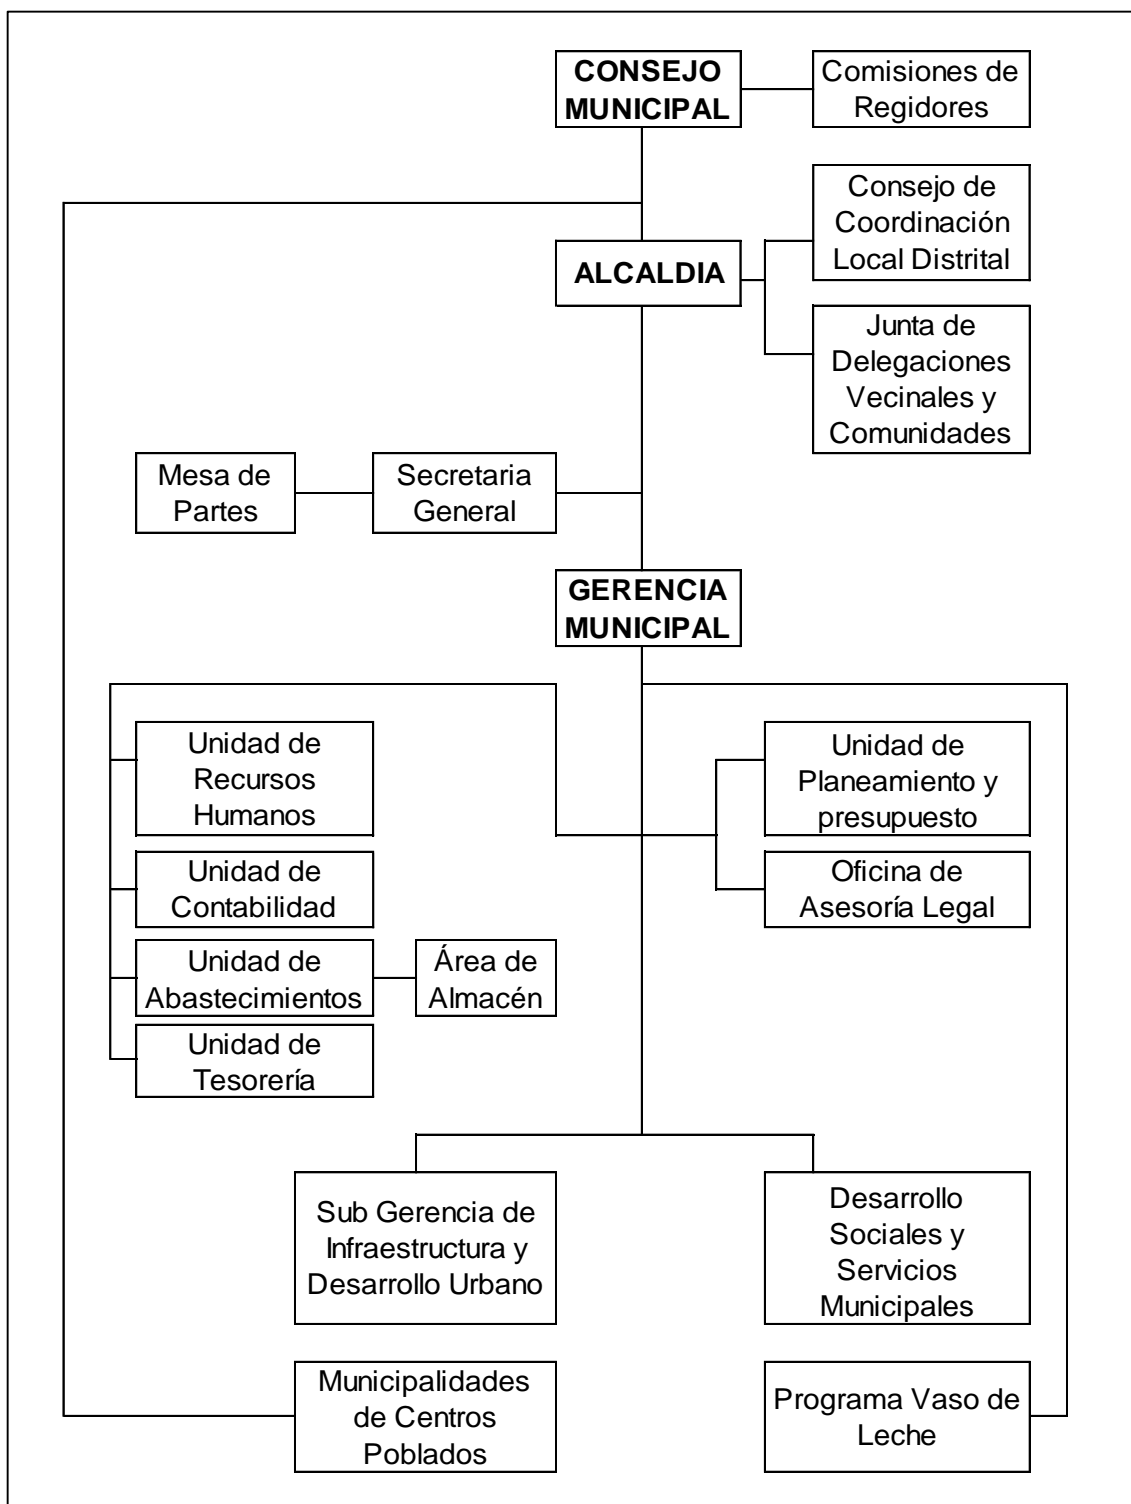 CONSEJO
MUNICIPAL
Comisiones de
Regidores
Consejo de
Coordinación
Local Distrital
ALCALDIA
Junta de
Delegaciones
Vecinales y
Comunidades
Mesa de
Partes
Secretaria
General
GERENCIA
MUNICIPAL
Unidad de
Recursos
Humanos
Unidad de
Planeamiento y
presupuesto
Unidad de
Contabilidad
Oficina de
Asesoría Legal
Unidad de
Abastecimientos
Área de
Almacén
Unidad de
Tesorería
Sub Gerencia de
Infraestructura y
Desarrollo Urbano
Desarrollo
Sociales y
Servicios
Municipales
Municipalidades
de Centros
Poblados
Programa Vaso de
Leche